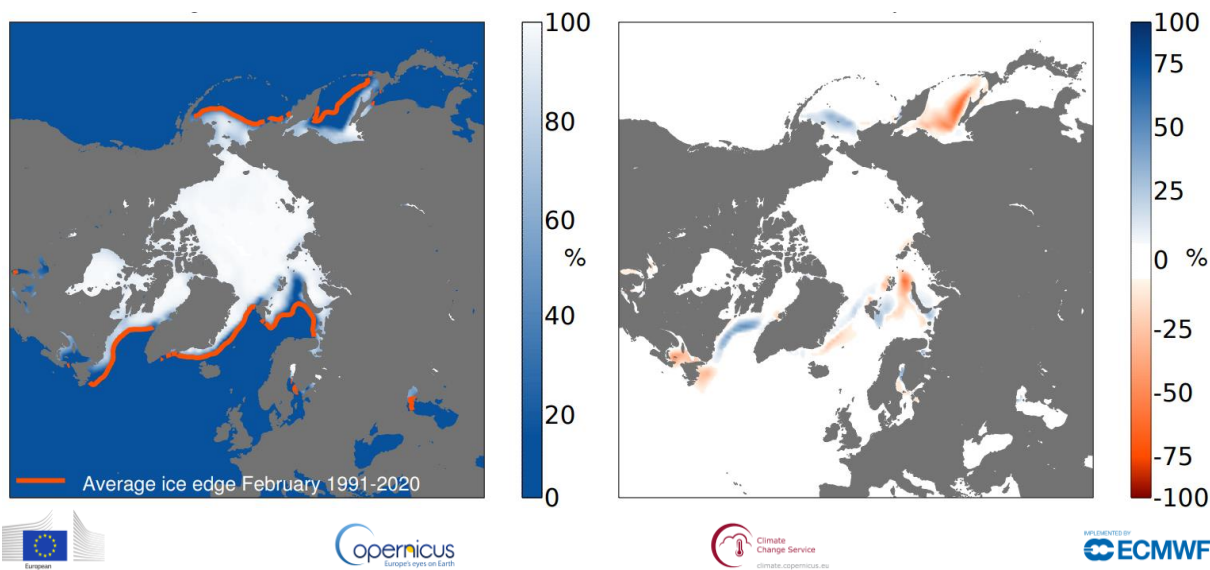 100
80
60
%
40
20
0
Average ice edge February 1991-2020
100
75
50
25
0 %
-25
-50
-75
-100
European
opernicus
Europe's eyes on Earth
Climate
Change Service
climate.copernicus.eu
IMPLEMENTED BY
ECMWF